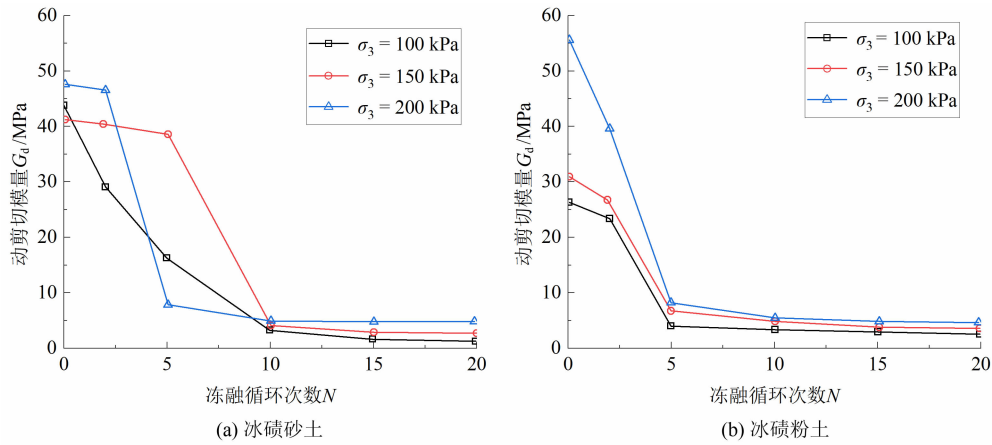 60
50
40
30
20
10
0
动剪切模量Gd /MPa
σ3 = 100 kPa
σ3 = 150 kPa
σ3 = 200 kPa
0 5 10 15 20
冻融循环次数N
(a) 冰碛砂土
60
50
40
30
20
10
0
动剪切模量Gd /MPa
σ3 = 100 kPa
σ3 = 150 kPa
σ3 = 200 kPa
0 5 10 15 20
冻融循环次数N
(b) 冰碛粉土